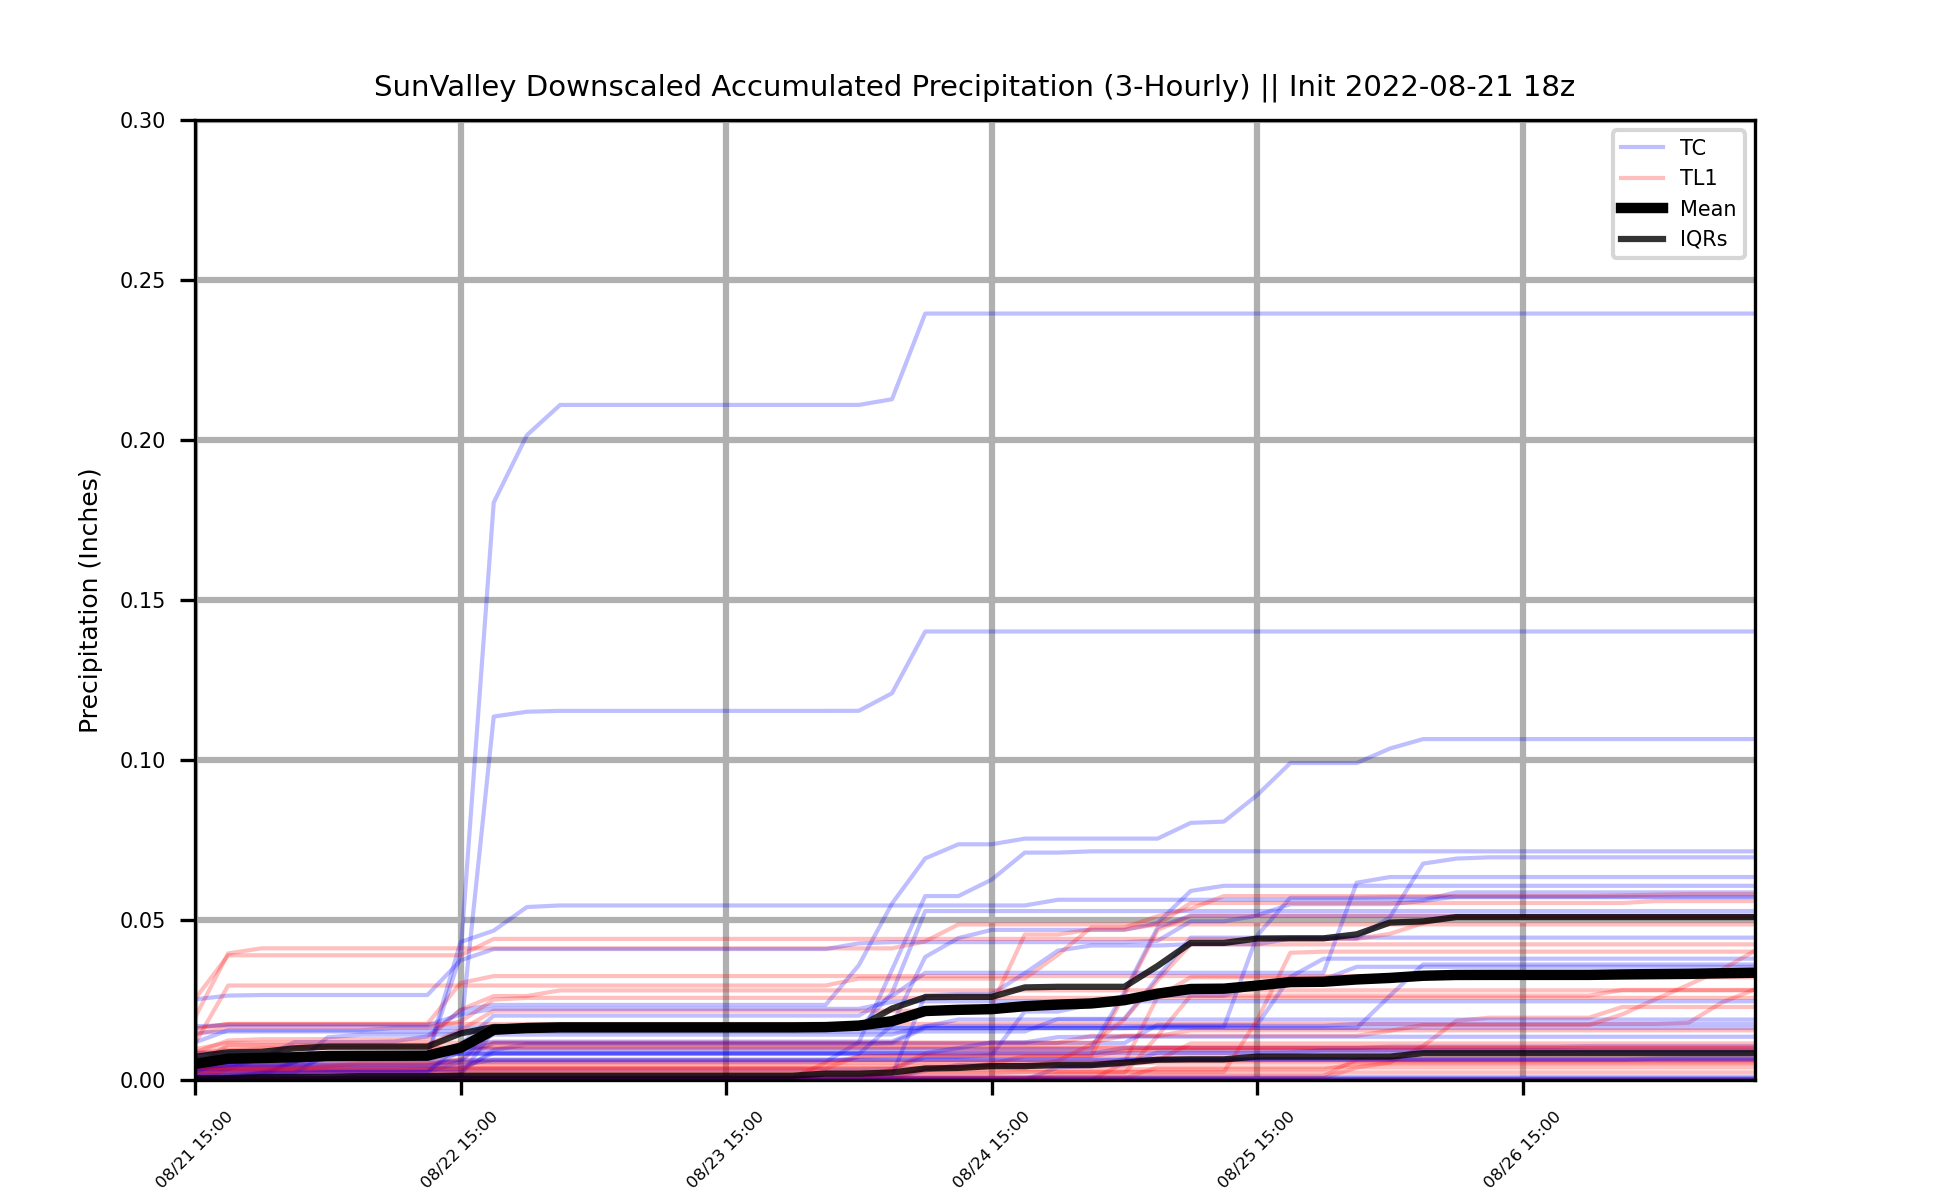 SunValley Downscaled Accumulated Precipitation (3-Hourly) || Init 2022-08-21 18z
TC
TL1
Mean
IQRs
Precipitation (Inches)
0.30
0.25
0.20
0.15
0.10
0.05
0.00
08/21 15:00
08/22 15:00
08/23 15:00
08/24 15:00
08/25 15:00
08/26 15:00